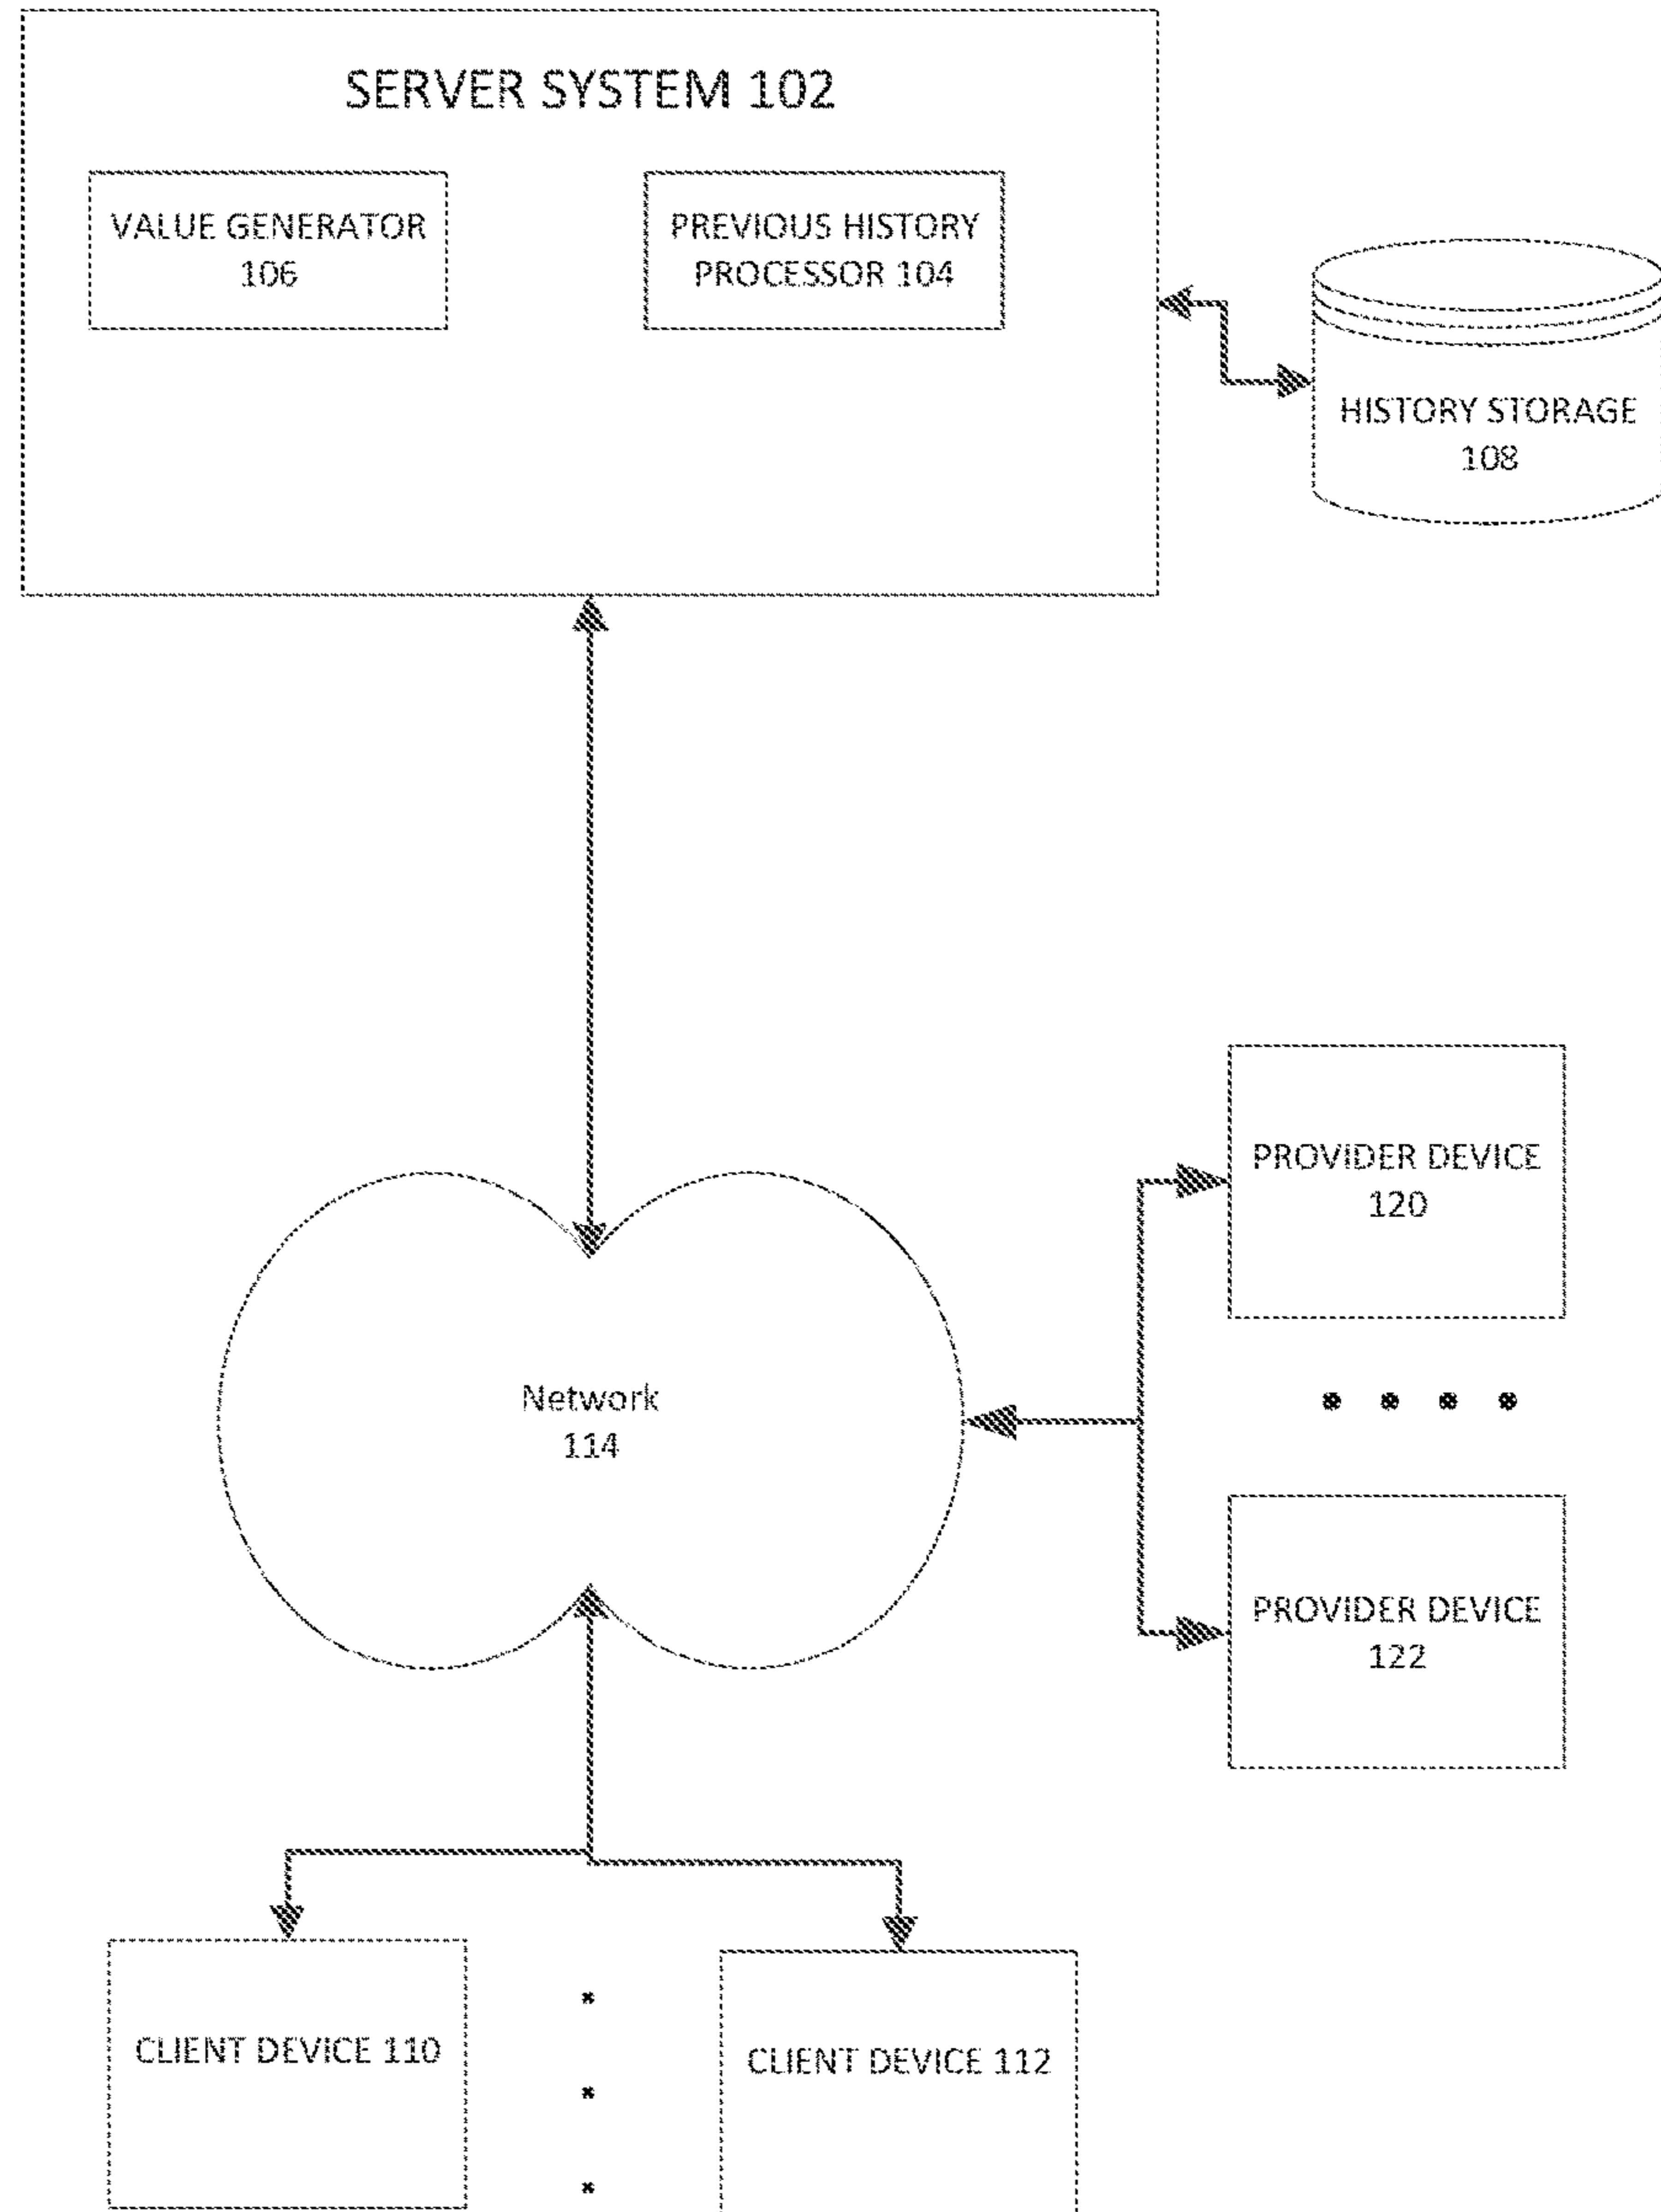 SERVER SYSTEM 102
VALUE GENERATOR
106
PREVIOUS HISTORY
PROCESSOR 104
HISTORY STORAGE
108
PROVIDER DEVICE
120
Network
114
PROVIDER DEVICE
122
CLIENT DEVICE 110
CLIENT DEVICE 112